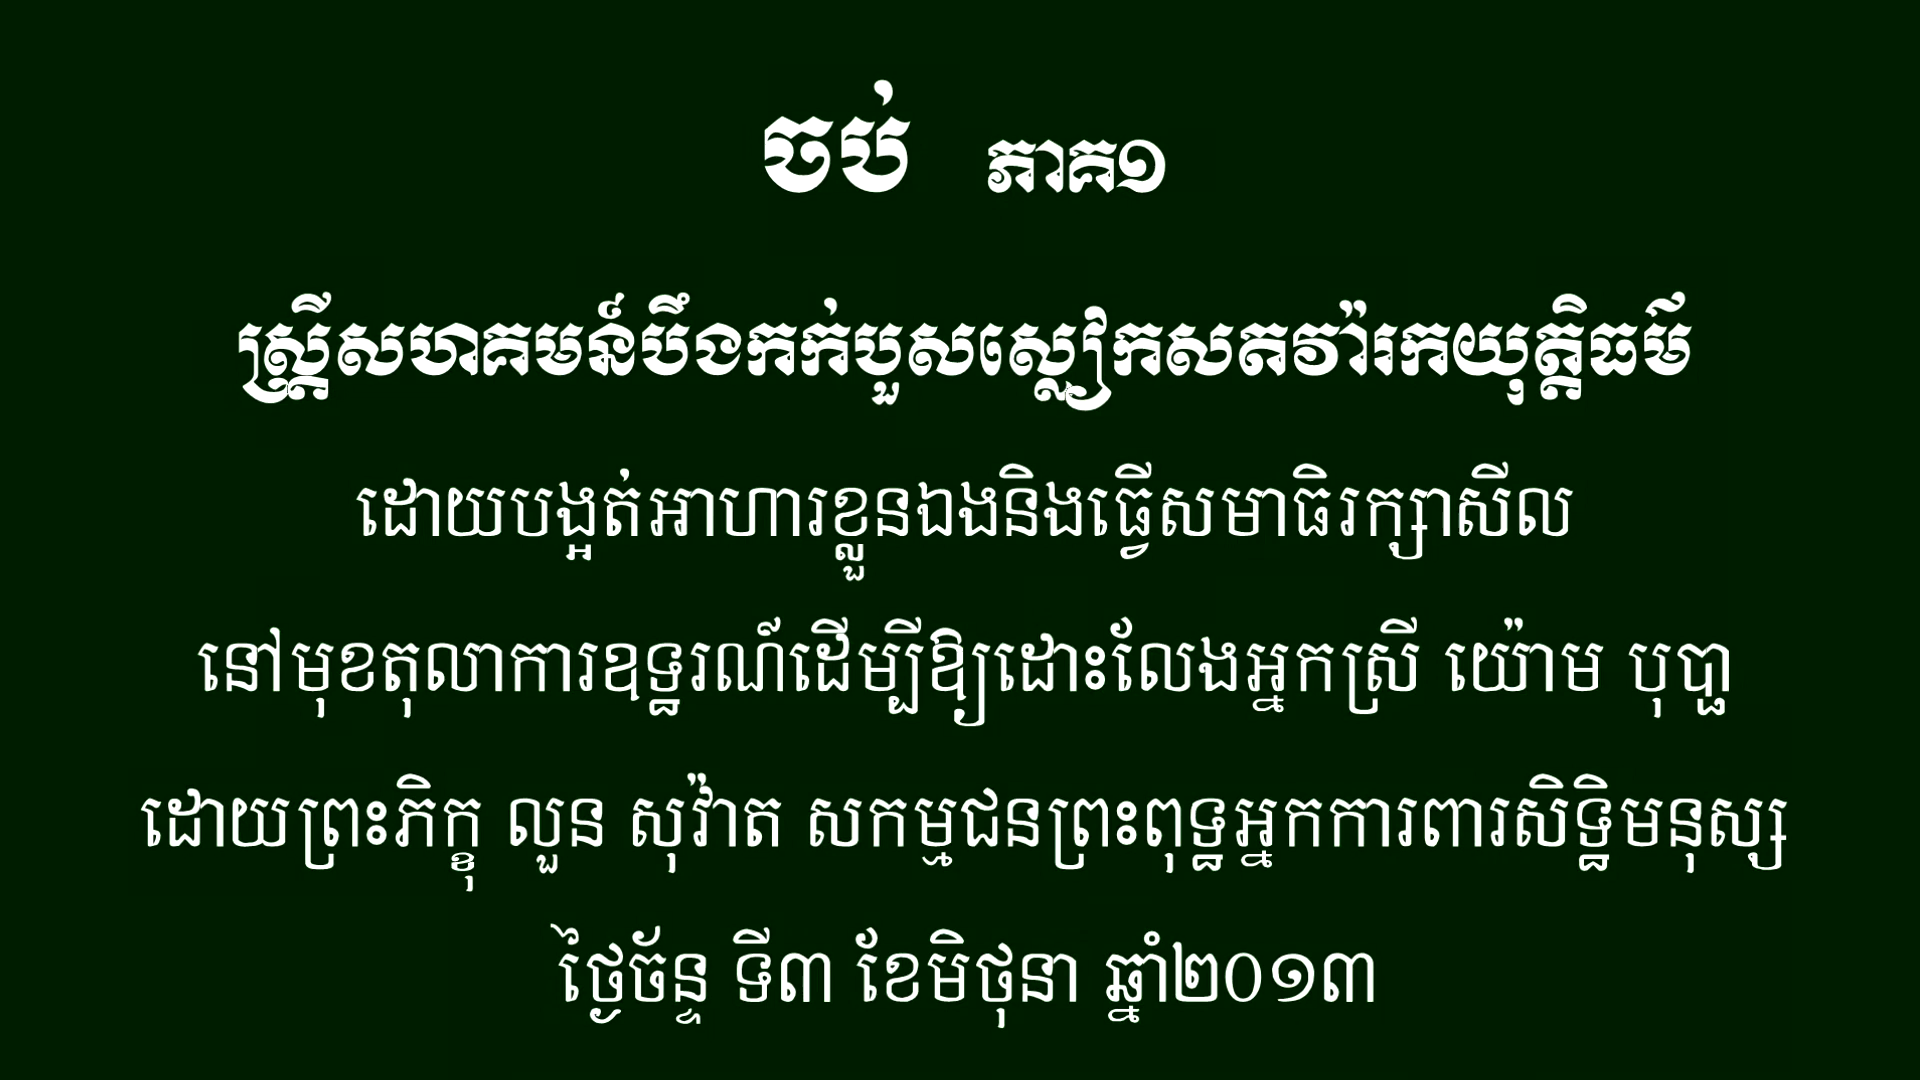 ចប់ ភាគ១
ស្ត្រីសហគមន៍បឹងកក់បួសស្លៀកសតវ៉ារកយុត្តិធម៌
ដោយបង្អត់អាហារខ្លួនឯងនិងធ្វើសមាធិរក្សាសីល
នៅមុខតុលាការឧទ្ធរណ៍ដើម្បីឱ្យដោះលែងអ្នកស្រី យ៉ោម បុប្ផា
ដោយព្រះភិក្ខុ លួន សុវ៉ាត សកម្មជនព្រះពុទ្ធអ្នកការពារសិទ្ធិមនុស្ស
ថ្ងៃច័ន្ទ ទី៣ ខែមិថុនា ឆ្នាំ២០១៣